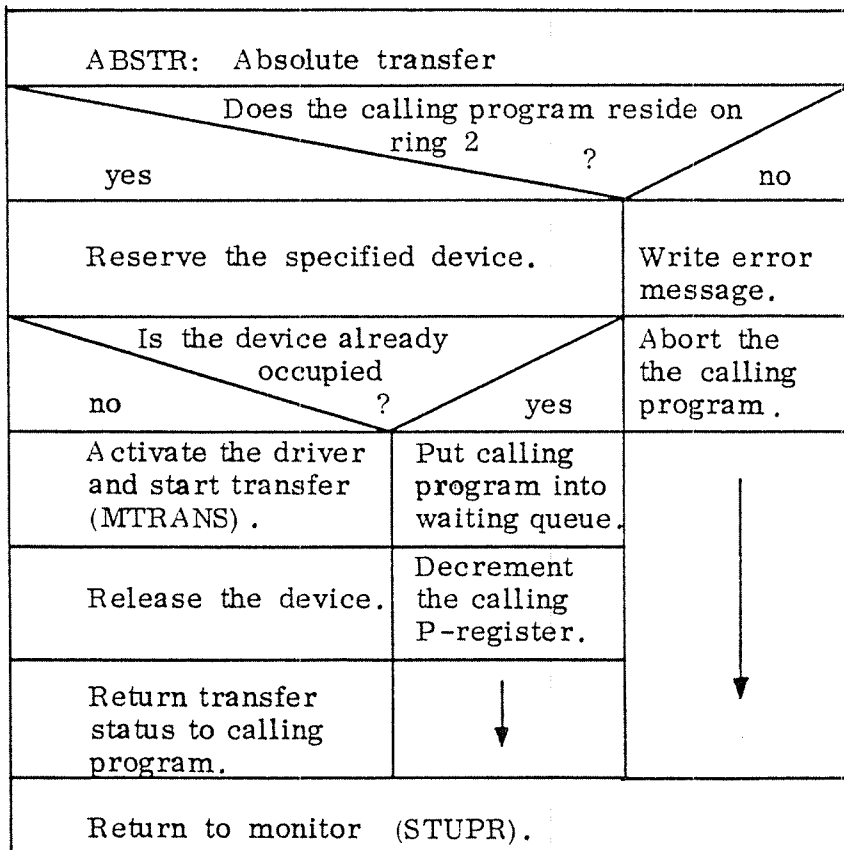 ABSTR: Absolute transfer
Does the calling program reside on
ring 2
?
yes
no
Reserve the specified device.
Write error
message.
Is the device already
occupied
?
no
yes
Abort the
the calling
program.
Activate the driver
and start transfer
(MTRANS).
Put calling
program into
waiting queue.
Release the device.
Decrement
the calling
P-register.
Return transfer
status to calling
program.
Return to monitor (STUPR).